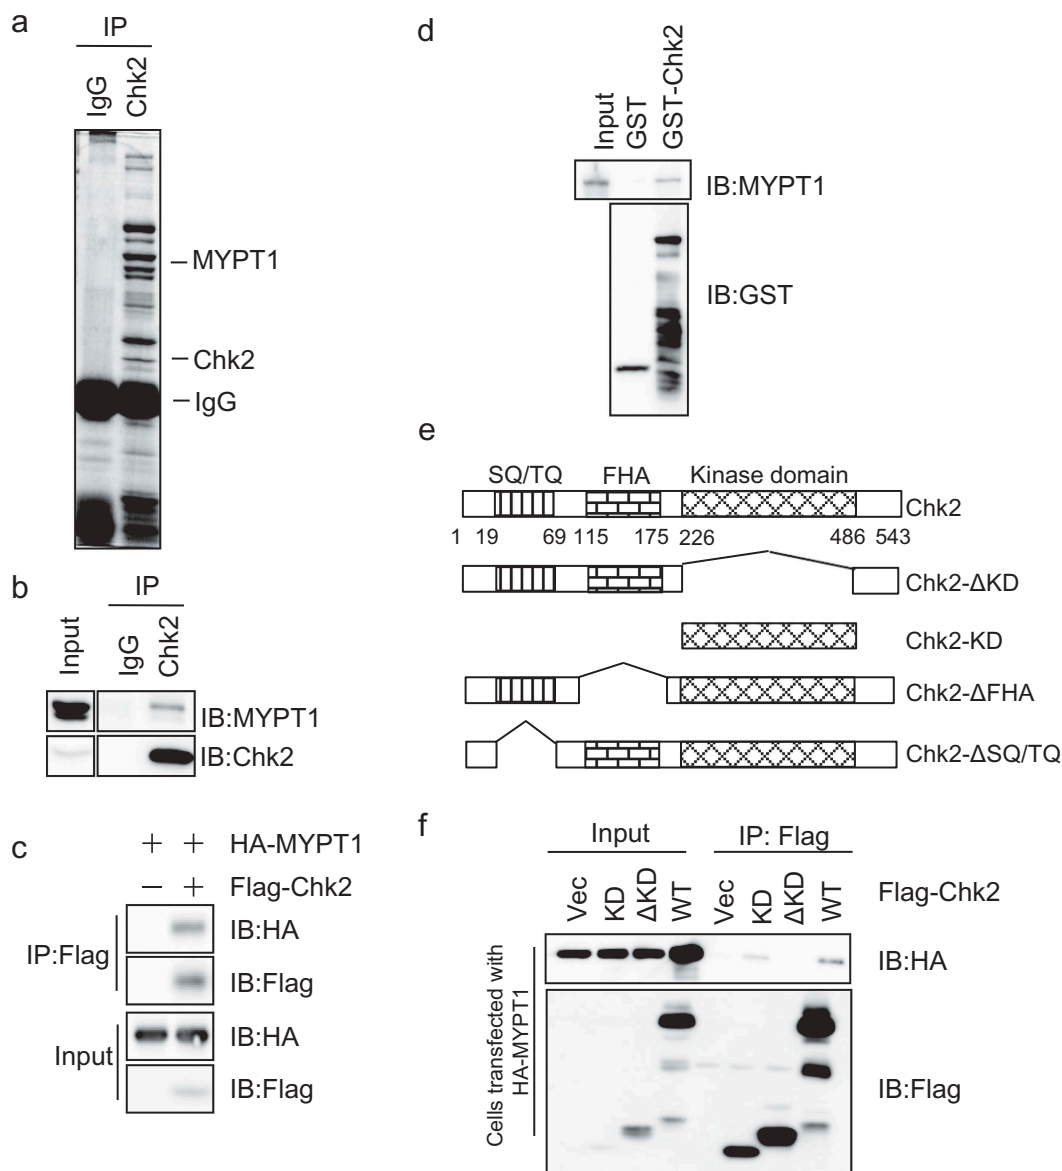 a
IP
IgG
Chk2
MYPT1
Chk2
IgG
b
IP
Input
IgG
Chk2
IB:MYPT1
IB:Chk2
c
+ + HA-MYPT1
− + Flag-Chk2
IP:Flag
IB:HA
IB:Flag
Input
IB:HA
IB:Flag
d
Input
GST
GST-Chk2
IB:MYPT1
IB:GST
e
SQ/TQ FHA Kinase domain
Chk2
1 19 69 115 175 226 486 543
Chk2-ΔKD
Chk2-KD
Chk2-ΔFHA
Chk2-ΔSQ/TQ
f
Input IP: Flag
Vec KD ΔKD WT Vec KD ΔKD WT Flag-Chk2
Cells transfected with
HA-MYPT1
IB:HA
IB:Flag